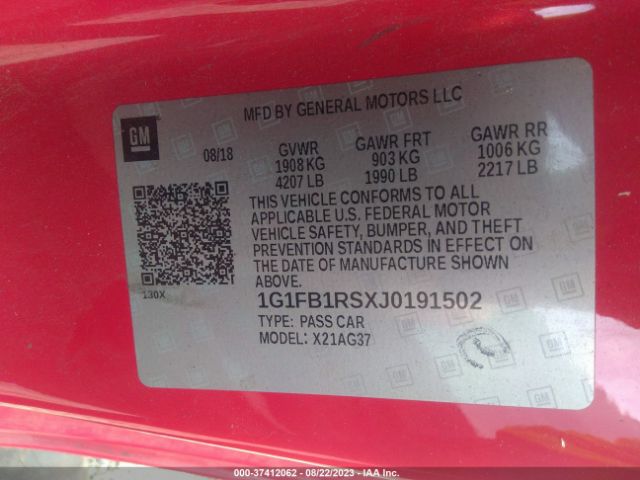 MFD BY GENERAL MOTORS LLC
GM
08/18
GVWR GAWR FRT GAWR RR
1908 KG 903 KG 1006 KG
4207 LB 1990 LB 2217 LB
THIS VEHICLE CONFORMS TO ALL
APPLICABLE U.S. FEDERAL MOTOR
VEHICLE SAFETY, BUMPER, AND THEFT
PREVENTION STANDARDS IN EFFECT ON
THE DATE OF MANUFACTURE SHOWN
ABOVE.
130X
1G1FB1RSXJ0191502
TYPE: PASS CAR
MODEL: X21AG37
000-37412062 - 08/22/2023 - IAA Inc.